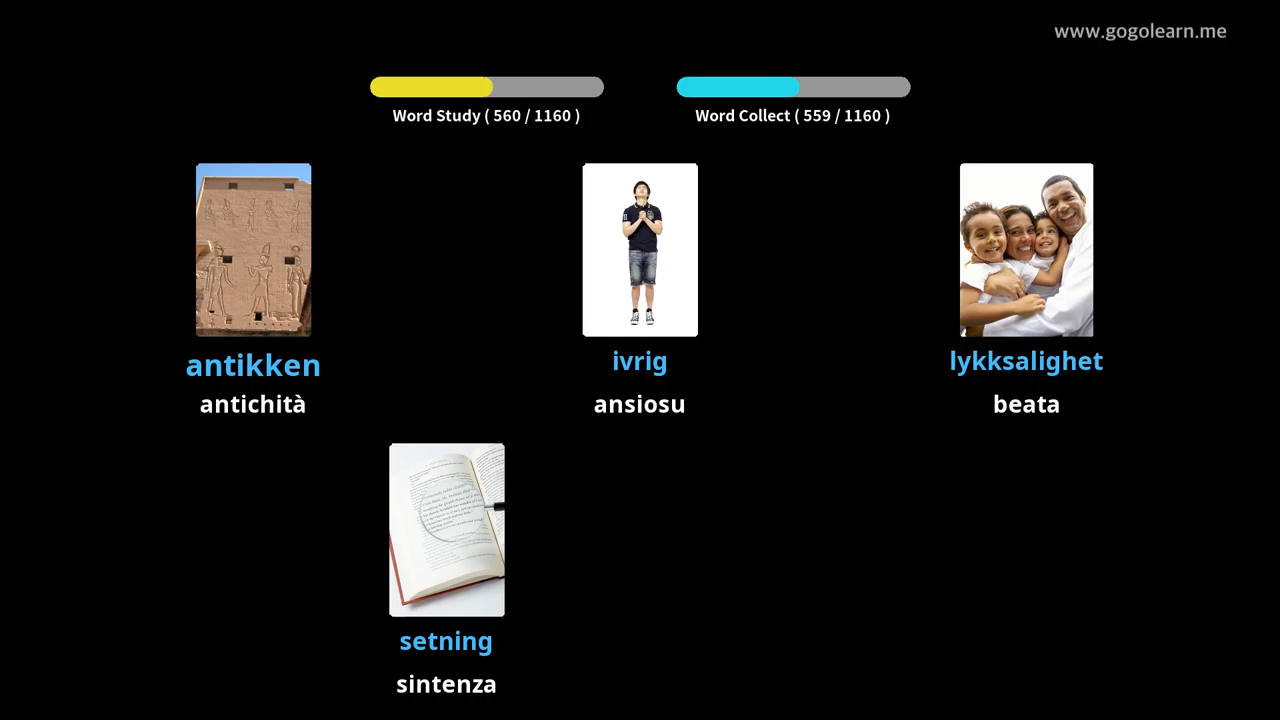 www.gogolearn.me
Word Study ( 560 / 1160 )
Word Collect ( 559 / 1160 )
antikken
ivrig
lykksalighet
antichità
ansiosu
beata
setning
sintenza